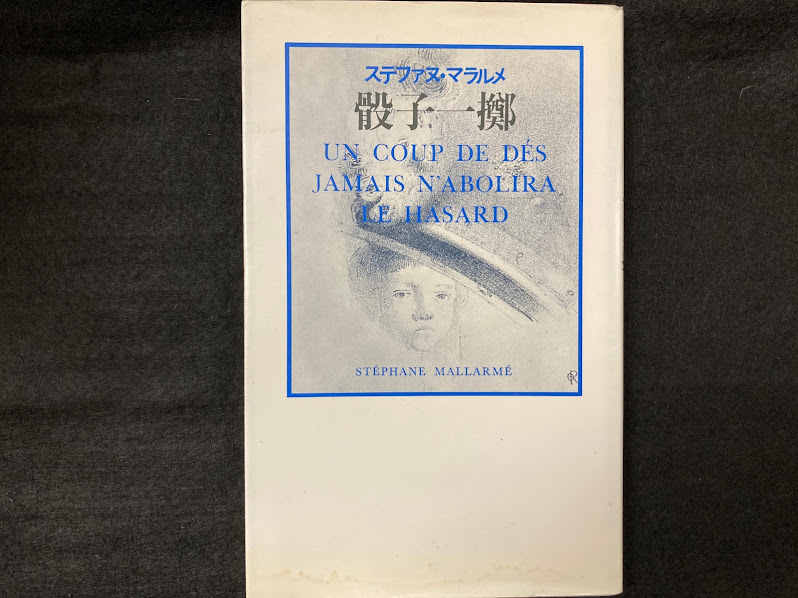 ステファヌ・マラルメ
骰子一擲
UN COUP DE DÉS
JAMAIS N'ABOLIRA
LE HASARD
STÉPHANE MALLARMÉ